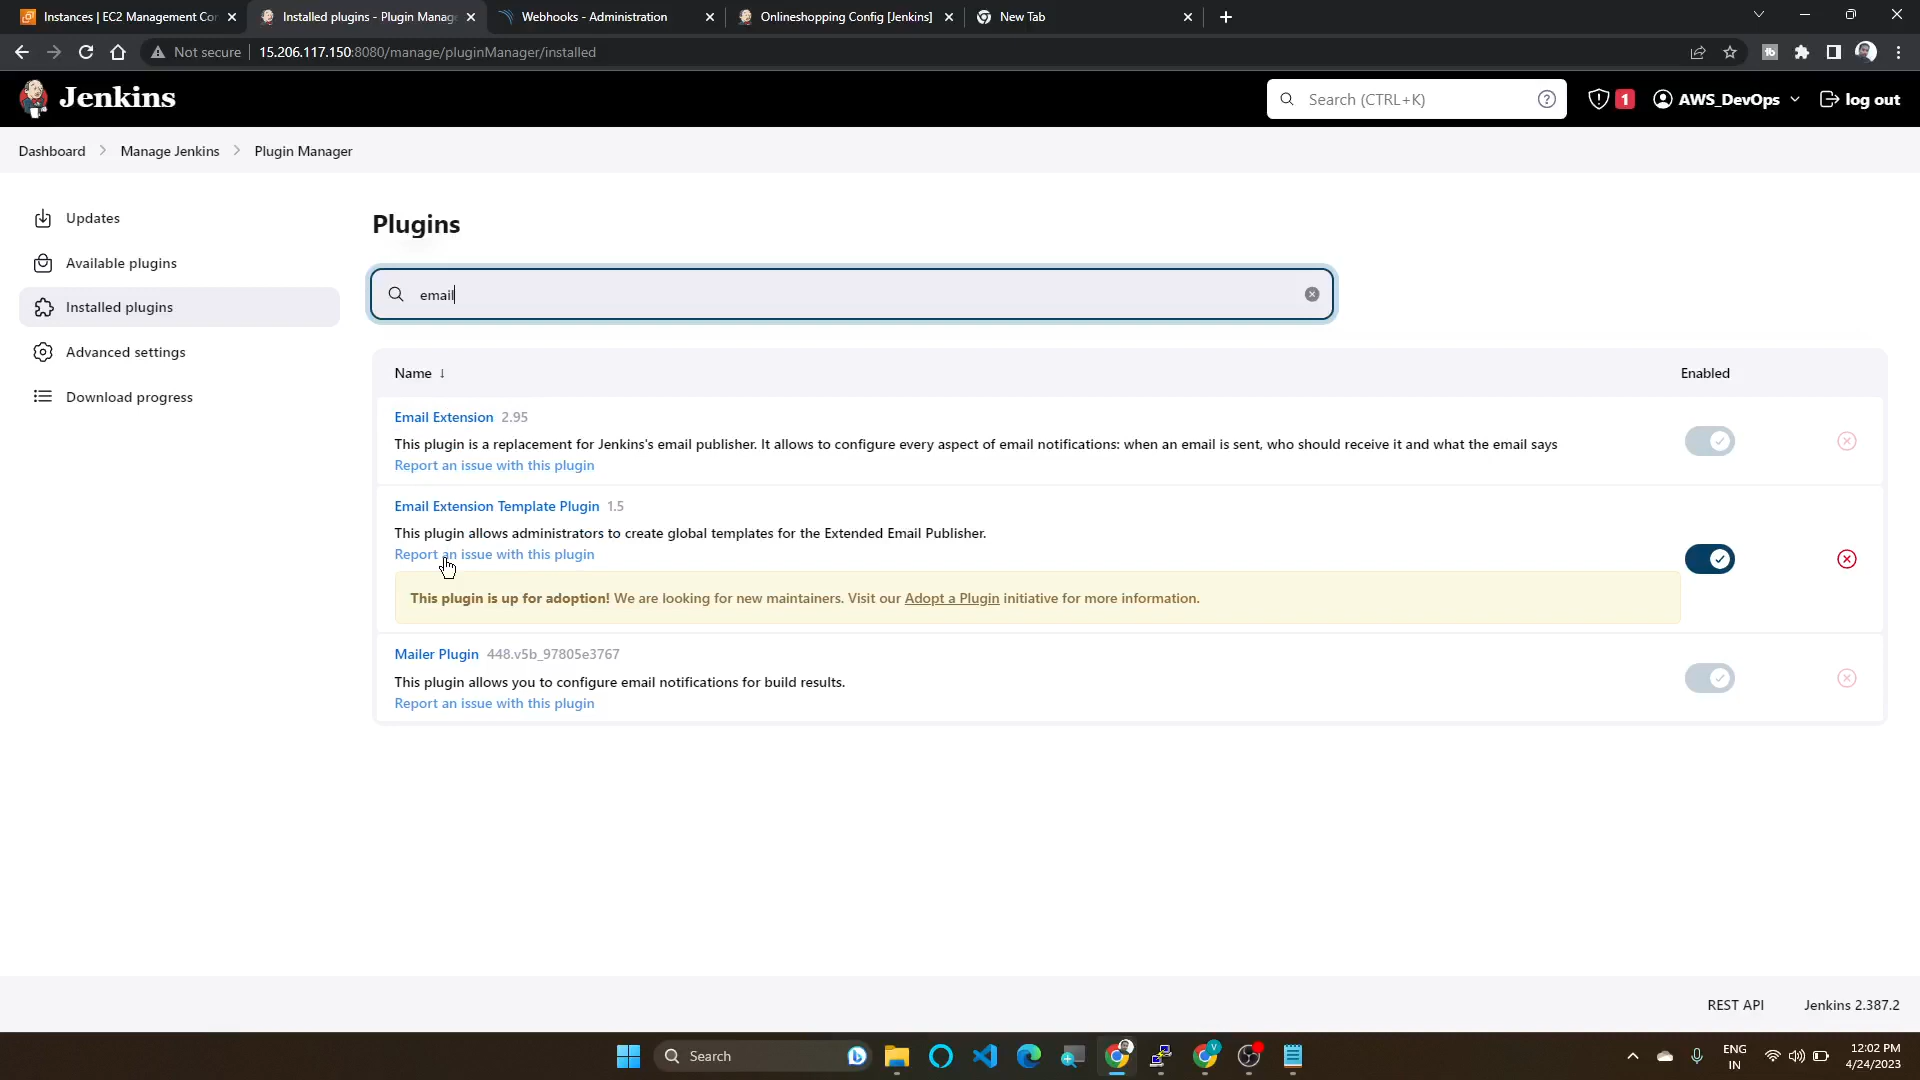 Instances | EC2 Management Cor
Installed plugins - Plugin Manage
Webhooks - Administration
Onlineshopping Config [Jenkins]
New Tab
Not secure
15.206.117.150:8080/manage/pluginManager/installed
Jenkins
Search (CTRL+K)
1
AWS_DevOps
log out
Dashboard
Manage Jenkins
Plugin Manager
Updates
Available plugins
Installed plugins
Advanced settings
Download progress
Plugins
email
Name ↓
Enabled
Email Extension 2.95
This plugin is a replacement for Jenkins's email publisher. It allows to configure every aspect of email notifications: when an email is sent, who should receive it and what the email says
Report an issue with this plugin
Email Extension Template Plugin 1.5
This plugin allows administrators to create global templates for the Extended Email Publisher.
Report an issue with this plugin
This plugin is up for adoption! We are looking for new maintainers. Visit our Adopt a Plugin initiative for more information.
Mailer Plugin 448.v5b_97805e3767
This plugin allows you to configure email notifications for build results.
Report an issue with this plugin
REST API
Jenkins 2.387.2
Search
ENG
IN
12:02 PM
4/24/2023